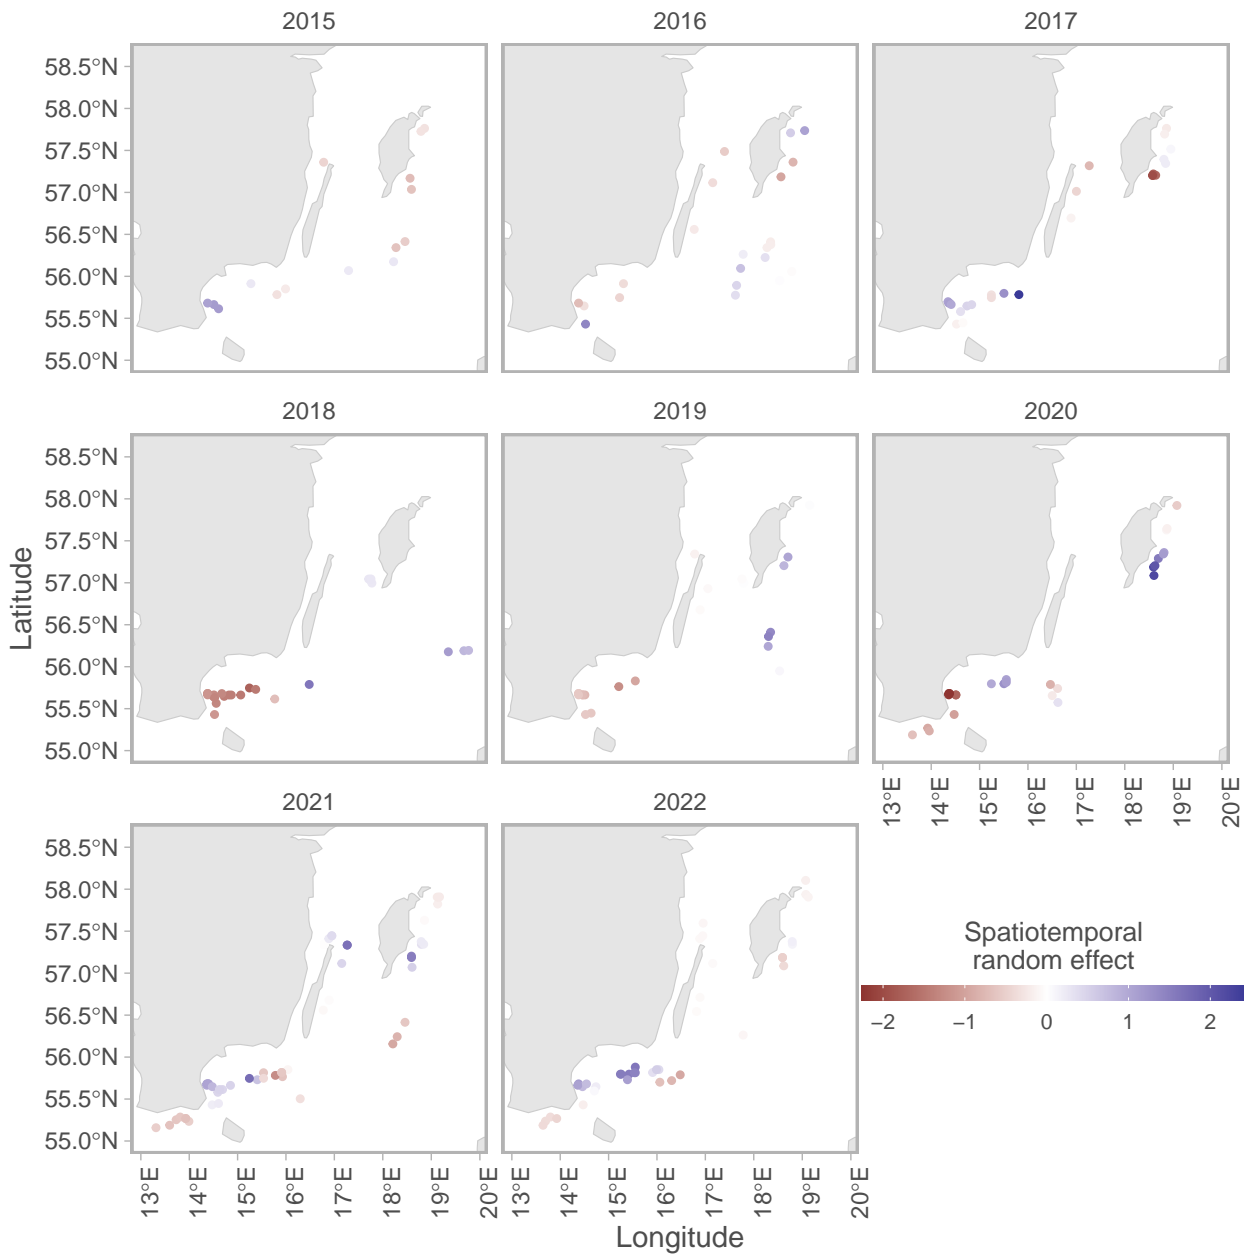 2015 2016 2017
58.5°N
58.0°N
57.5°N
57.0°N
56.5°N
56.0°N
55.5°N
55.0°N
2018 2019 2020
58.5°N
58.0°N
57.5°N
57.0°N
56.5°N
56.0°N
55.5°N
55.0°N
Latitude
13°E 14°E 15°E 16°E 17°E 18°E 19°E 20°E
2021 2022
58.5°N
58.0°N
57.5°N
57.0°N
56.5°N
56.0°N
55.5°N
55.0°N
Spatiotemporal
random effect
−2 −1 0 1 2
13°E 14°E 15°E 16°E 17°E 18°E 19°E 20°E
13°E 14°E 15°E 16°E 17°E 18°E 19°E 20°E
Longitude